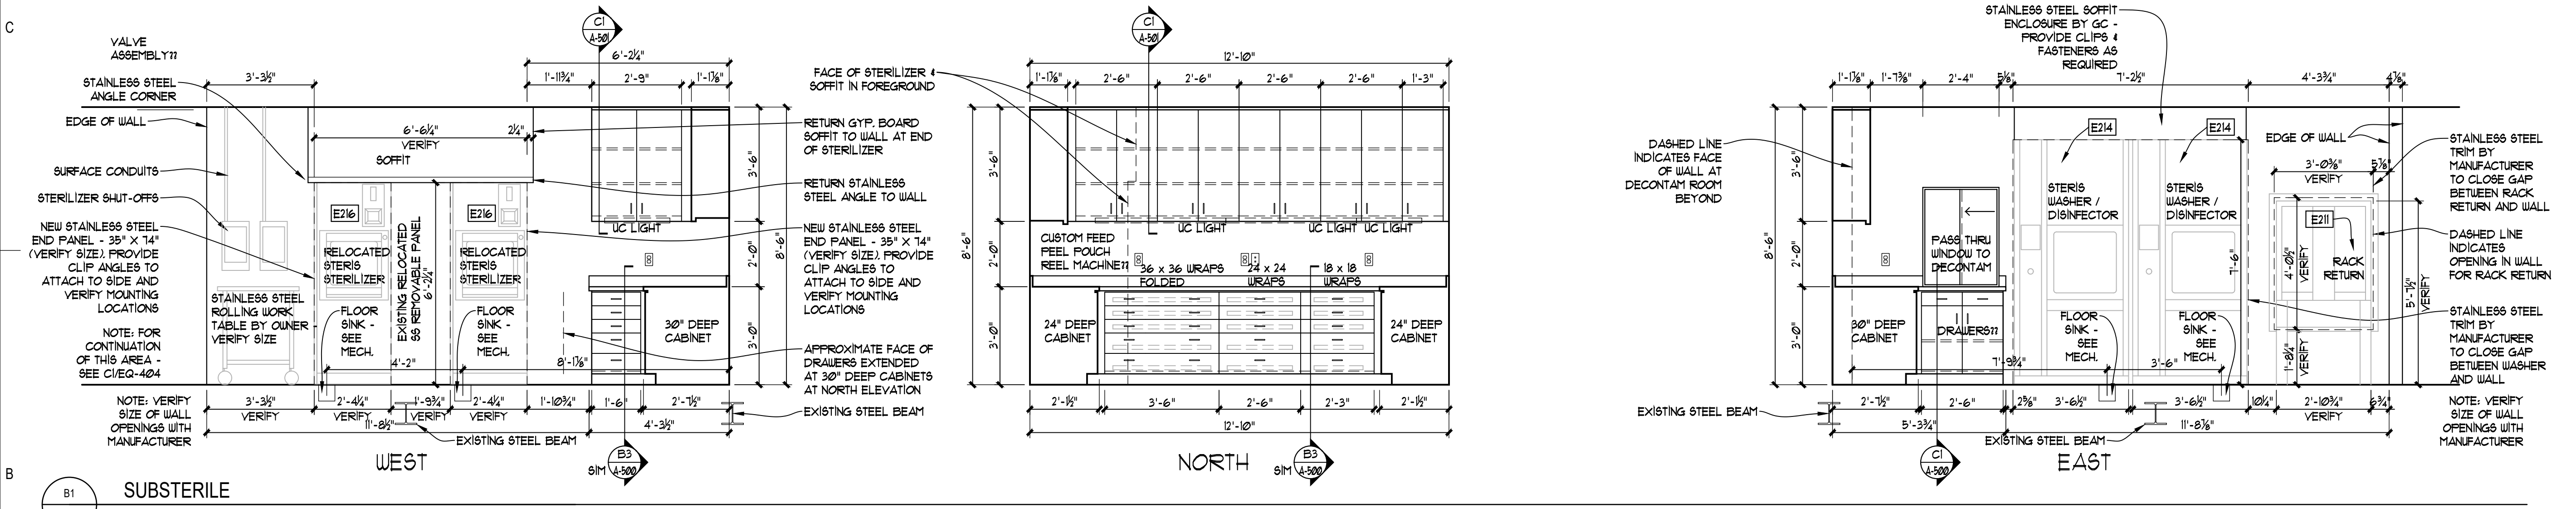 C
VALVE
ASSEMBLY??
STAINLESS STEEL
ANGLE CORNER
EDGE OF WALL
SURFACE CONDUITS
STERILIZER SHUT-OFFS
NEW STAINLESS STEEL
END PANEL - 35" X 74"
(VERIFY SIZE). PROVIDE
CLIP ANGLES TO
ATTACH TO SIDE AND
VERIFY MOUNTING
LOCATIONS
NOTE: FOR
CONTINUATION
OF THIS AREA -
SEE C1/EQ-404
NOTE: VERIFY
SIZE OF WALL
OPENINGS WITH
MANUFACTURER
3'-3½"
6'-6¼"
VERIFY
2¼"
SOFFIT
C1
A-501
6'-2¼"
1'-11¾"
2'-9"
1'-1⅞"
E216
E216
RELOCATED
STERIS
STERILIZER
RELOCATED
STERIS
STERILIZER
EXISTING RELOCATED
SS REMOVABLE PANEL
6'-2½"
STAINLESS STEEL
ROLLING WORK
TABLE BY OWNER -
VERIFY SIZE
FLOOR
SINK -
SEE
MECH.
FLOOR
SINK -
SEE
MECH.
4'-2"
8'-1⅞"
UC LIGHT
30" DEEP
CABINET
3'-6"
2'-0"
3'-0"
8'-6"
3'-3½"
VERIFY
2'-4¼"
VERIFY
1'-9¾"
VERIFY
2'-4¼"
VERIFY
1'-10¾"
1'-6"
2'-7½"
11'-8½"
4'-3½"
EXISTING STEEL BEAM
EXISTING STEEL BEAM
WEST
SIM
B3
A-500
RETURN GYP. BOARD
SOFFIT TO WALL AT END
OF STERILIZER
RETURN STAINLESS
STEEL ANGLE TO WALL
NEW STAINLESS STEEL
END PANEL - 35" X 74"
(VERIFY SIZE). PROVIDE
CLIP ANGLES TO
ATTACH TO SIDE AND
VERIFY MOUNTING
LOCATIONS
APPROXIMATE FACE OF
DRAWERS EXTENDED
AT 30" DEEP CABINETS
AT NORTH ELEVATION
FACE OF STERILIZER &
SOFFIT IN FOREGROUND
C1
A-501
12'-10"
1'-1⅞"
2'-6"
2'-6"
2'-6"
2'-6"
1'-3"
8'-6"
3'-6"
2'-0"
3'-0"
UC LIGHT
UC LIGHT
UC LIGHT
CUSTOM FEED
PEEL POUCH
REEL MACHINE??
36 x 36 WRAPS
FOLDED
24 x 24
WRAPS
18 x 18
WRAPS
24" DEEP
CABINET
24" DEEP
CABINET
2'-1½"
3'-6"
2'-6"
2'-3"
2'-1½"
12'-10"
NORTH
SIM
B3
A-500
STAINLESS STEEL SOFFIT
ENCLOSURE BY GC -
PROVIDE CLIPS &
FASTENERS AS
REQUIRED
1'-1⅞"
1'-7⅞"
2'-4"
5⅛"
7'-2½"
4'-3¾"
4⅞"
DASHED LINE
INDICATES FACE
OF WALL AT
DECONTAM ROOM
BEYOND
8'-6"
3'-6"
2'-0"
3'-0"
E214
E214
STERIS
WASHER /
DISINFECTOR
STERIS
WASHER /
DISINFECTOR
PASS THRU
WINDOW TO
DECONTAM
30" DEEP
CABINET
DRAWERS??
7'-9¾"
FLOOR
SINK -
SEE
MECH.
FLOOR
SINK -
SEE
MECH.
3'-6"
7'-6"
EDGE OF WALL
3'-0⅜"
VERIFY
5⅞"
E211
RACK
RETURN
4'-0½"
VERIFY
1'-8¼"
VERIFY
5'-7½"
VERIFY
STAINLESS STEEL
TRIM BY
MANUFACTURER
TO CLOSE GAP
BETWEEN RACK
RETURN AND WALL
DASHED LINE
INDICATES
OPENING IN WALL
FOR RACK RETURN
STAINLESS STEEL
TRIM BY
MANUFACTURER
TO CLOSE GAP
BETWEEN WASHER
AND WALL
NOTE: VERIFY
SIZE OF WALL
OPENINGS WITH
MANUFACTURER
EXISTING STEEL BEAM
2'-7½"
2'-6"
2⅝"
3'-6½"
3'-6½"
10¼"
2'-10¾"
VERIFY
6¾"
5'-3¾"
11'-8⅞"
EXISTING STEEL BEAM
C1
A-500
EAST
B
B1
SUBSTERILE